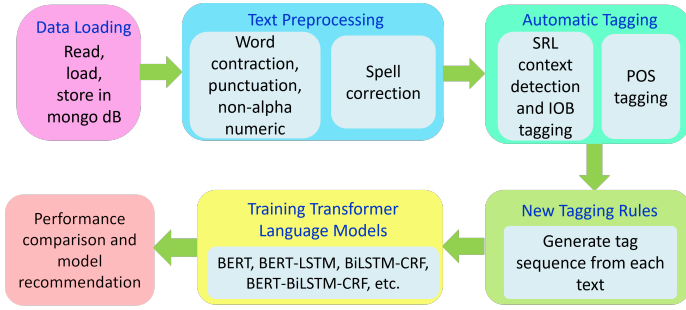 Data Loading
Read,
load,
store in
mongo dB
Text Preprocessing
Word
contraction,
punctuation,
non-alpha
numeric
Spell
correction
Automatic Tagging
SRL
context
detection
and IOB
tagging
POS
tagging
New Tagging Rules
Generate tag
sequence from each
text
Training Transformer
Language Models
BERT, BERT-LSTM, BiLSTM-CRF,
BERT-BiLSTM-CRF, etc.
Performance
comparison and
model
recommendation